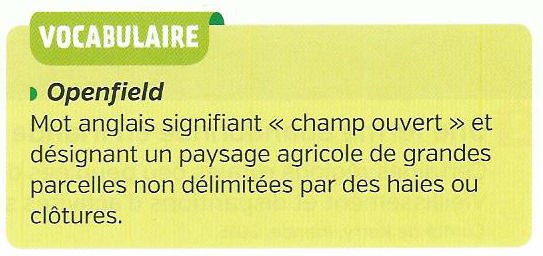 VOCABULAIRE
Openfield
Mot anglais signifiant « champ ouvert » et
désignant un paysage agricole de grandes
parcelles non délimitées par des haies ou
clôtures.